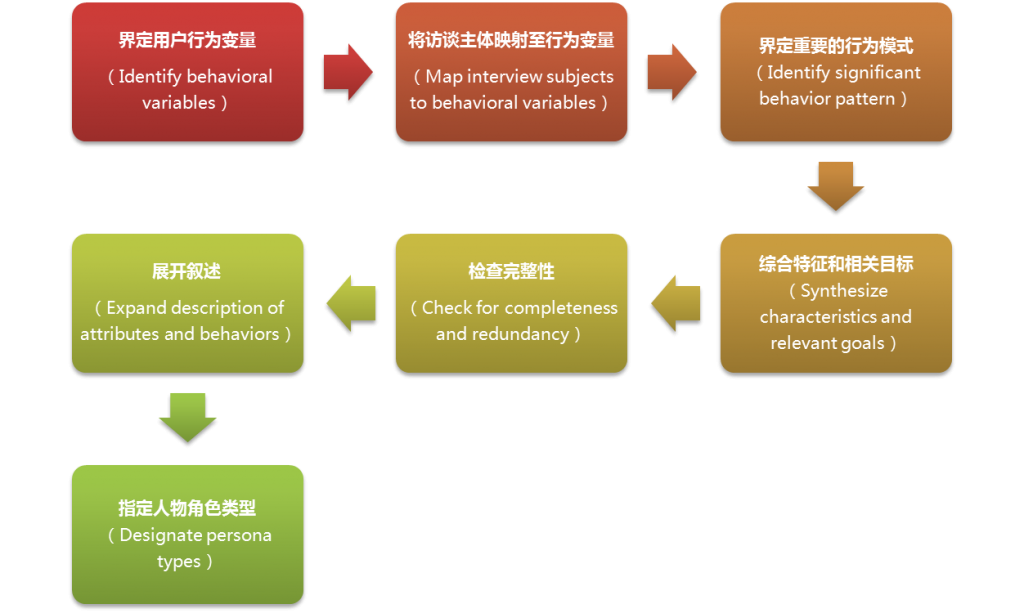 界定用户行为变量
（Identify behavioral
variables）
将访谈主体映射至行为变量
（Map interview subjects
to behavioral variables）
界定重要的行为模式
（Identify significant
behavior pattern）
综合特征和相关目标
（Synthesize
characteristics and
relevant goals）
检查完整性
（Check for completeness
and redundancy）
展开叙述
（Expand description of
attributes and behaviors）
指定人物角色类型
（Designate persona
types）